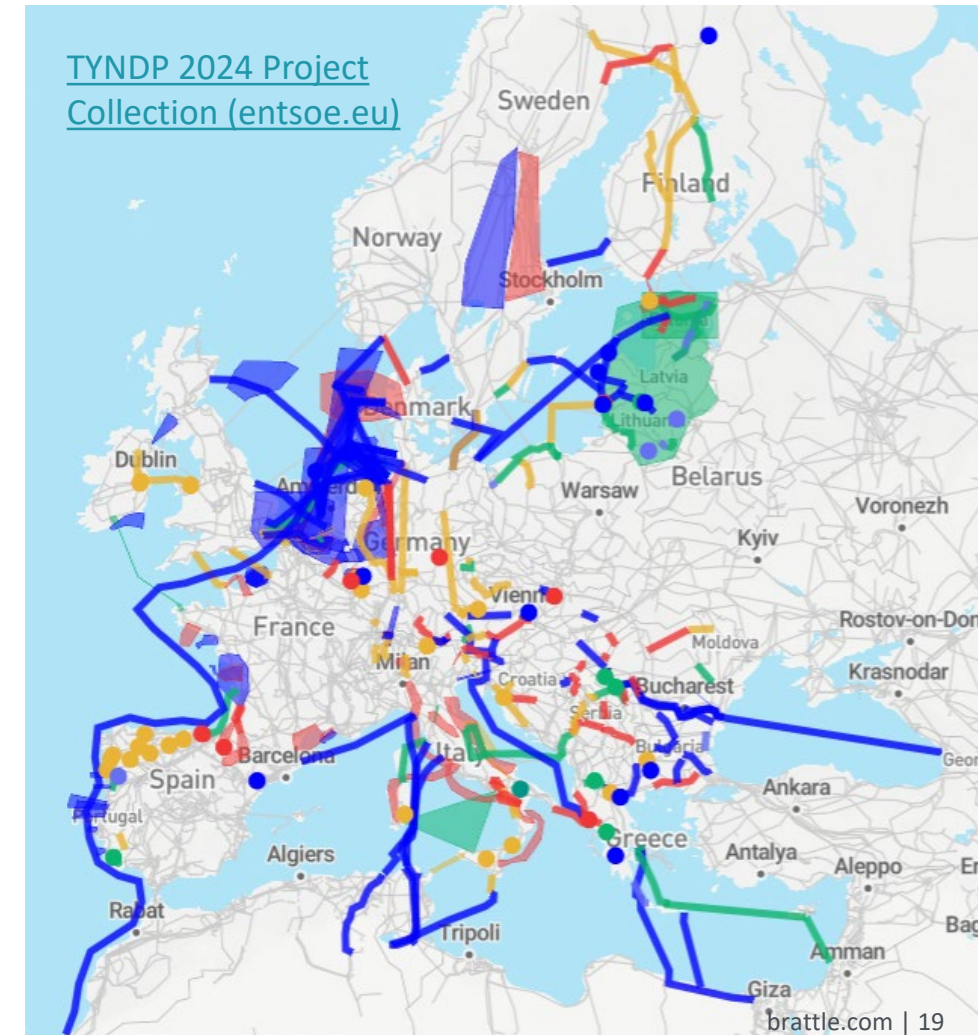 TYNDP 2024 Project
Collection (entsoe.eu)
Sweden
Finland
Norway
Stockholm
Latvia
Denmark
Dublin
Belarus
Warsaw
Voronezh
Germany
Kyiv
Rostov-on-Don
France
Moldova
Milan
Krasnodar
Croatia
Bucharest
Serbia
Barcelona
Italy
Bulgaria
Geor
Spain
Ankara
Portugal
Greece
Algiers
Antalya
Aleppo
Rabat
Bag
Tripoli
Amman
Giza
brattle.com | 19